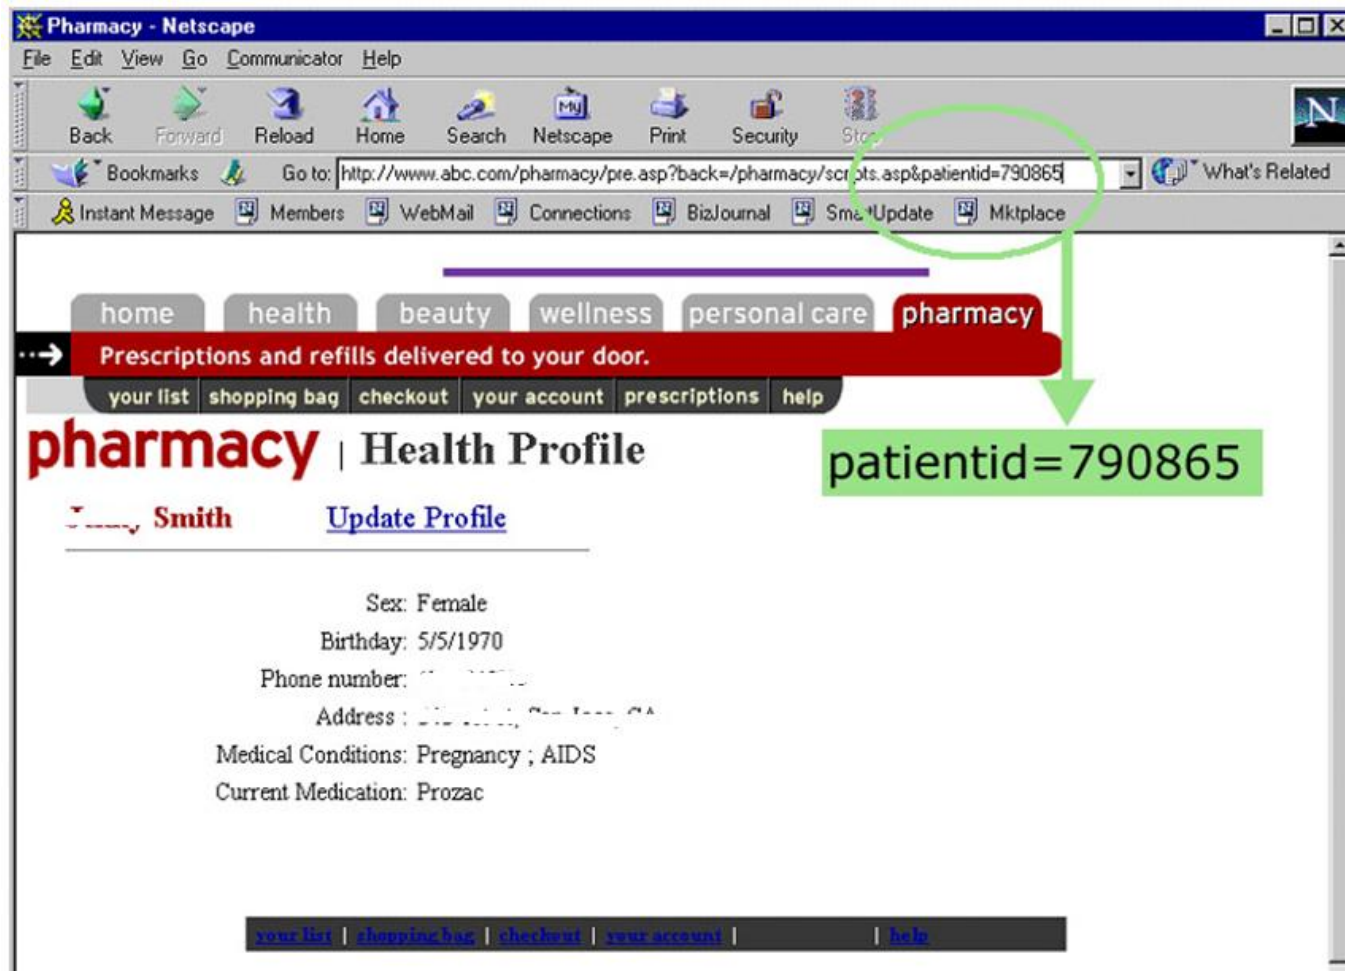 Pharmacy - Netscape
File Edit View Go Communicator Help
Back Forward Reload Home Search Netscape Print Security Stop
My
N
Bookmarks Go to: http://www.abc.com/pharmacy/pre.asp?back=/pharmacy/scripts.asp&patientid=790865 What's Related
Instant Message Members WebMail Connections BizJournal SmartUpdate Mktplace
home health beauty wellness personal care pharmacy
Prescriptions and refills delivered to your door.
your list shopping bag checkout your account prescriptions help
pharmacy | Health Profile
patientid=790865
Smith Update Profile
Sex: Female
Birthday: 5/5/1970
Phone number:
Address :
Medical Conditions: Pregnancy ; AIDS
Current Medication: Prozac
your list | shopping bag | checkout | your account | | help